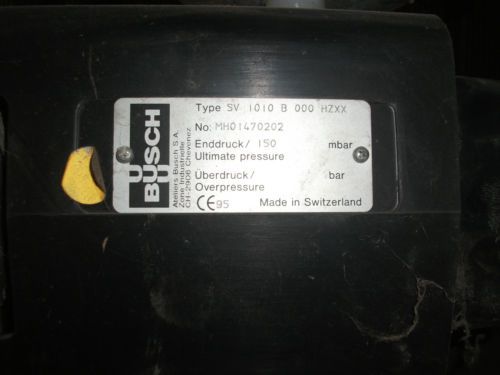 BUSCH
Ateliers Busch S.A.
Zone Industrielle
CH-2906 Chevenez
Type SV 1010 B 000 HZXX
No: MH01470202
Enddruck/ 150 mbar
Ultimate pressure
Überdruck/ bar
Overpressure
CE 95 Made in Switzerland